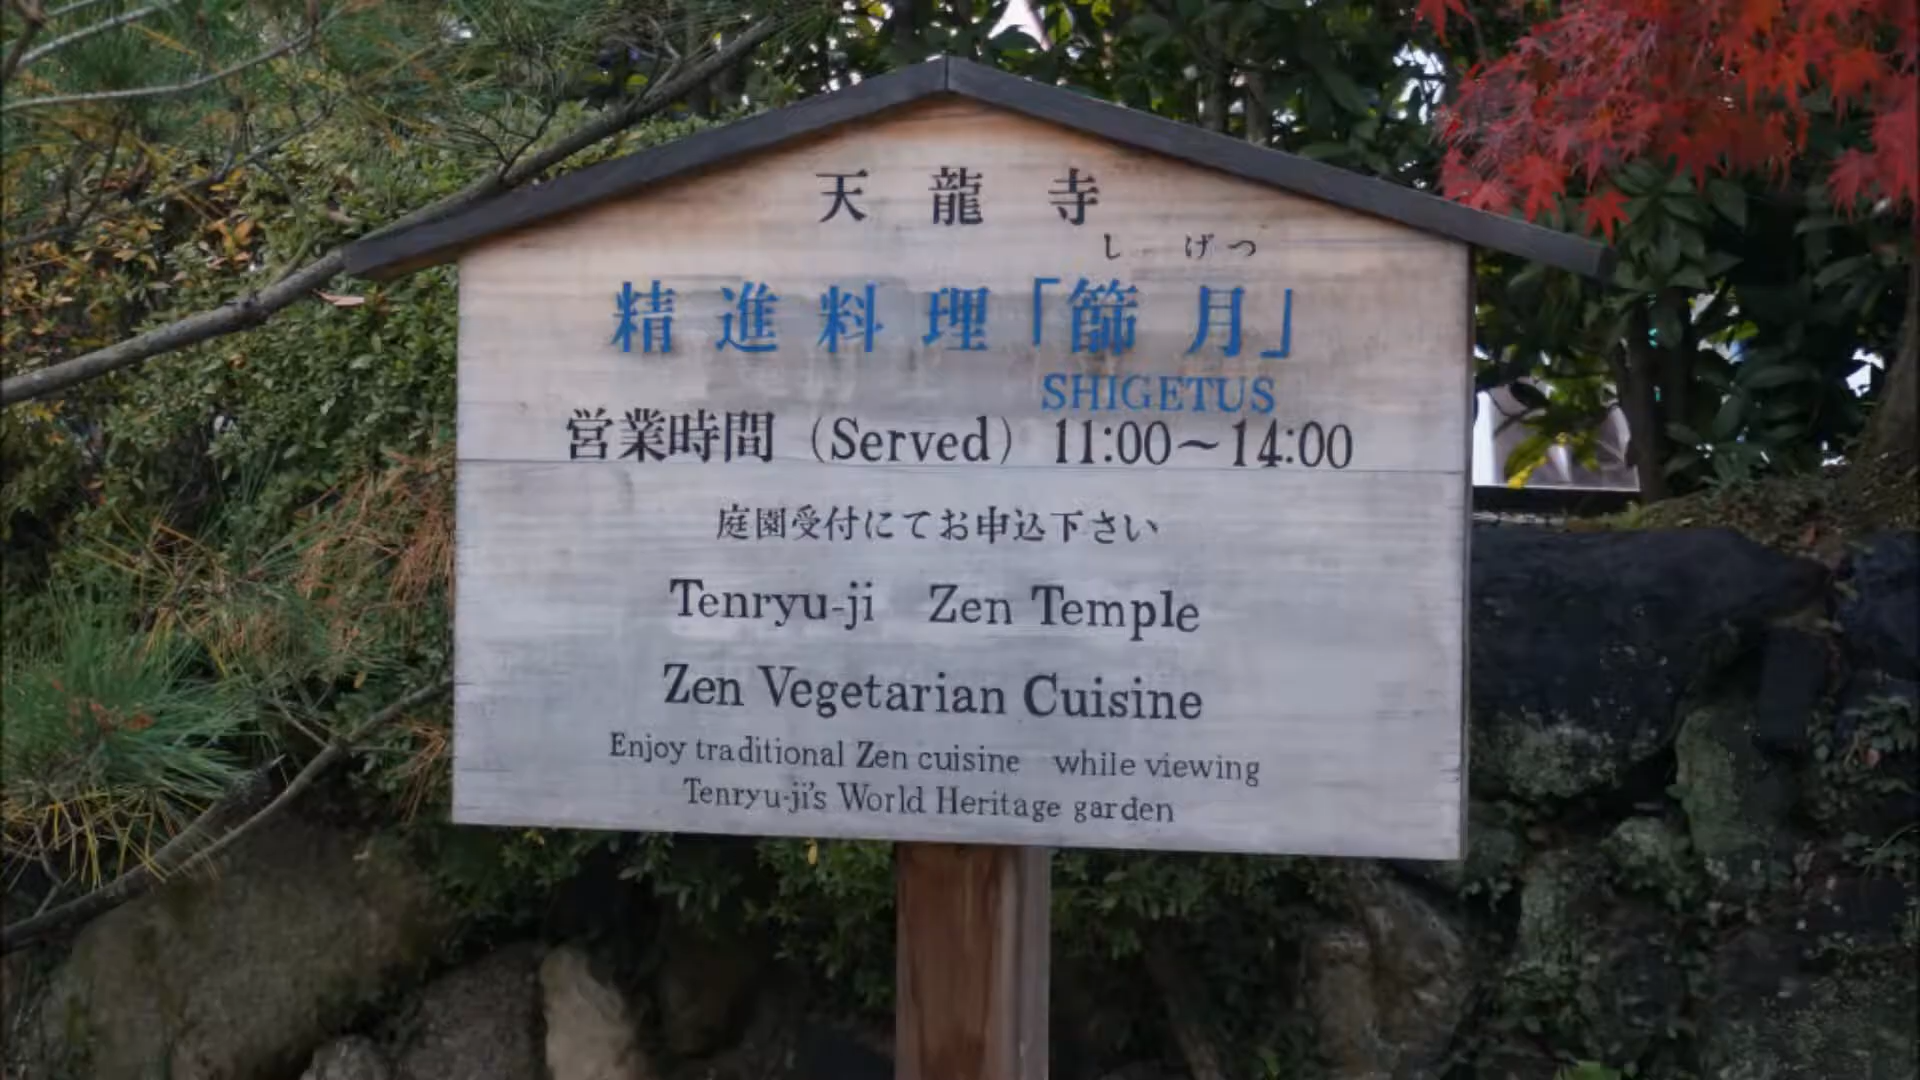 天龍寺
しげつ
精進料理「篩月」
SHIGETUS
営業時間（Served）11:00～14:00
庭園受付にてお申込下さい
Tenryu-ji Zen Temple
Zen Vegetarian Cuisine
Enjoy traditional Zen cuisine while viewing
Tenryu-ji's World Heritage garden